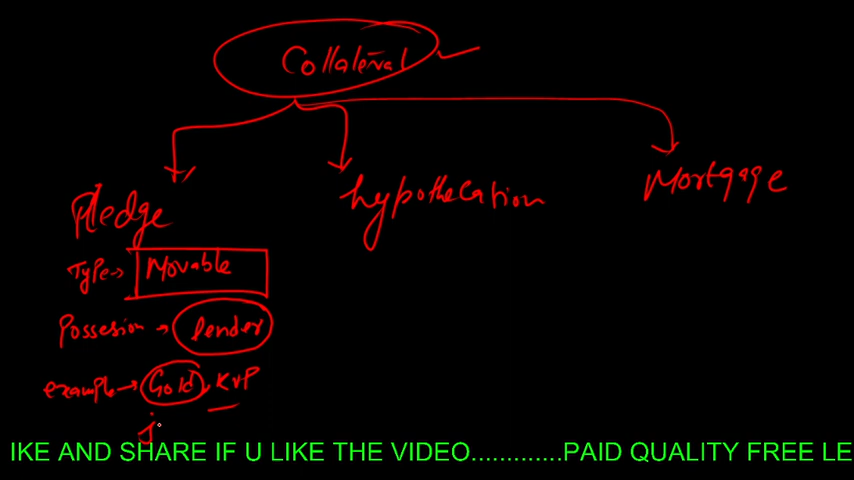 Collateral
Pledge hypothecation Mortgage
Type→ Movable
Possesion → lender
example→ Gold, KVP
j
IKE AND SHARE IF U LIKE THE VIDEO.............PAID QUALITY FREE LE